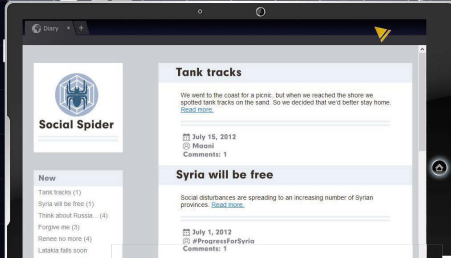 Diary × +
Social Spider
New
Tank tracks (1)
Syria will be free (1)
Think about Russia... (4)
Forgive me (3)
Renee no more (4)
Latakia falls soon
Tank tracks
We went to the coast for a picnic, but when we reached the shore we
spotted tank tracks on the sand. So we decided that we'd better stay home.
Read more.
July 15, 2012
Maani
Comments: 1
Syria will be free
Social disturbances are spreading to an increasing number of Syrian
provinces. Read more.
July 1, 2012
#ProgressForSyria
Comments: 1